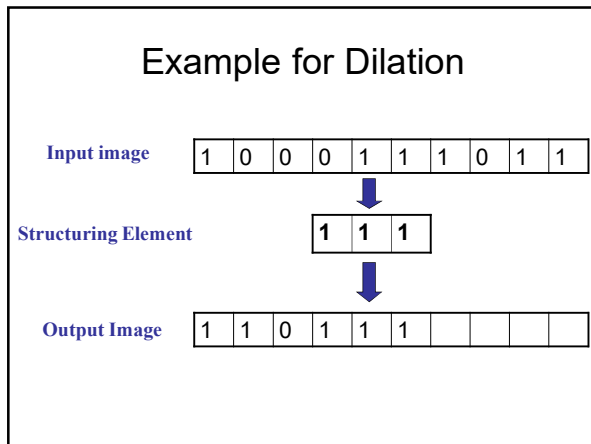 Example for Dilation
Input image 1 0 0 0 1 1 1 0 1 1
Structuring Element 1 1 1
Output Image 1 1 0 1 1 1